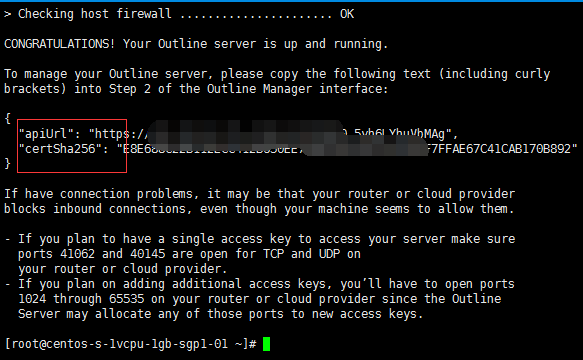 > Checking host firewall ...................... OK
CONGRATULATIONS! Your Outline server is up and running.
To manage your Outline server, please copy the following text (including curly
brackets) into Step 2 of the Outline Manager interface:
{
"apiUrl": "https:/
"certSha256": "
F7FFAE67C41CAB170B892"
}
If have connection problems, it may be that your router or cloud provider
blocks inbound connections, even though your machine seems to allow them.
- If you plan to have a single access key to access your server make sure
ports 41062 and 40145 are open for TCP and UDP on
your router or cloud provider.
- If you plan on adding additional access keys, you’ll have to open ports
1024 through 65535 on your router or cloud provider since the Outline
Server may allocate any of those ports to new access keys.
[root@centos-s-1vcpu-1gb-sgp1-01 ~]#